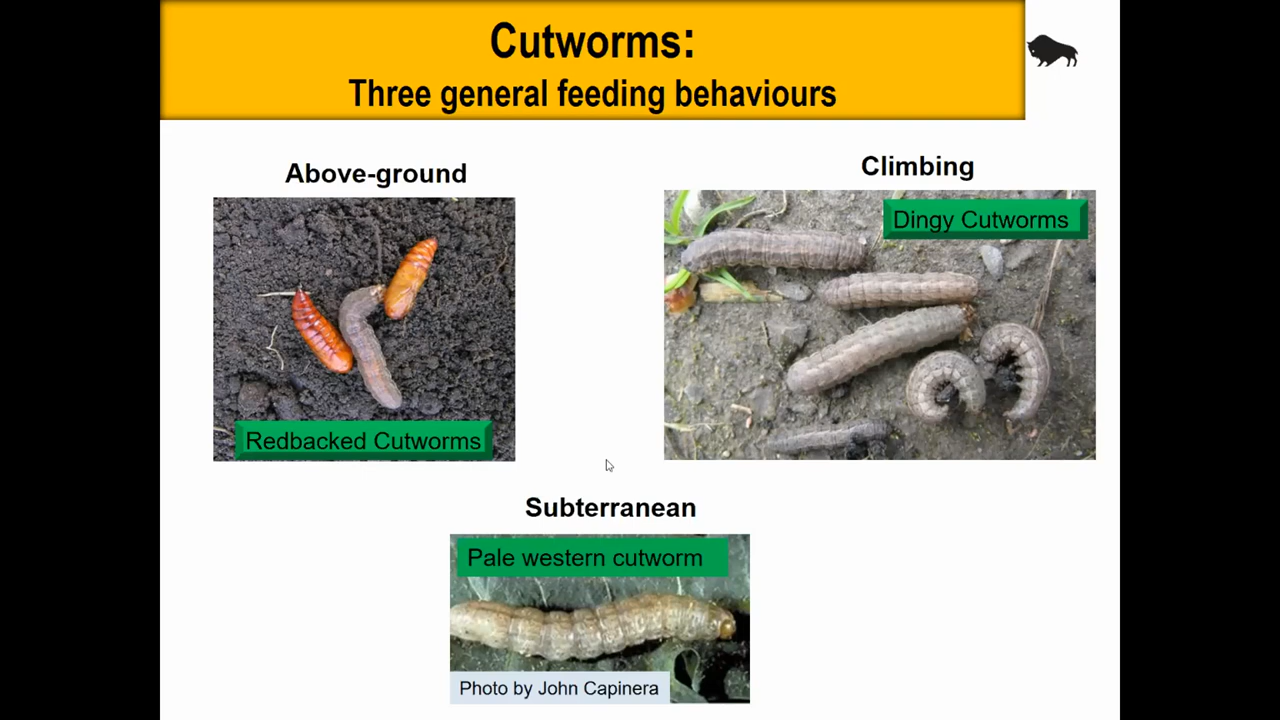 Cutworms:
Three general feeding behaviours
Above-ground
Redbacked Cutworms
Climbing
Dingy Cutworms
Subterranean
Pale western cutworm
Photo by John Capinera